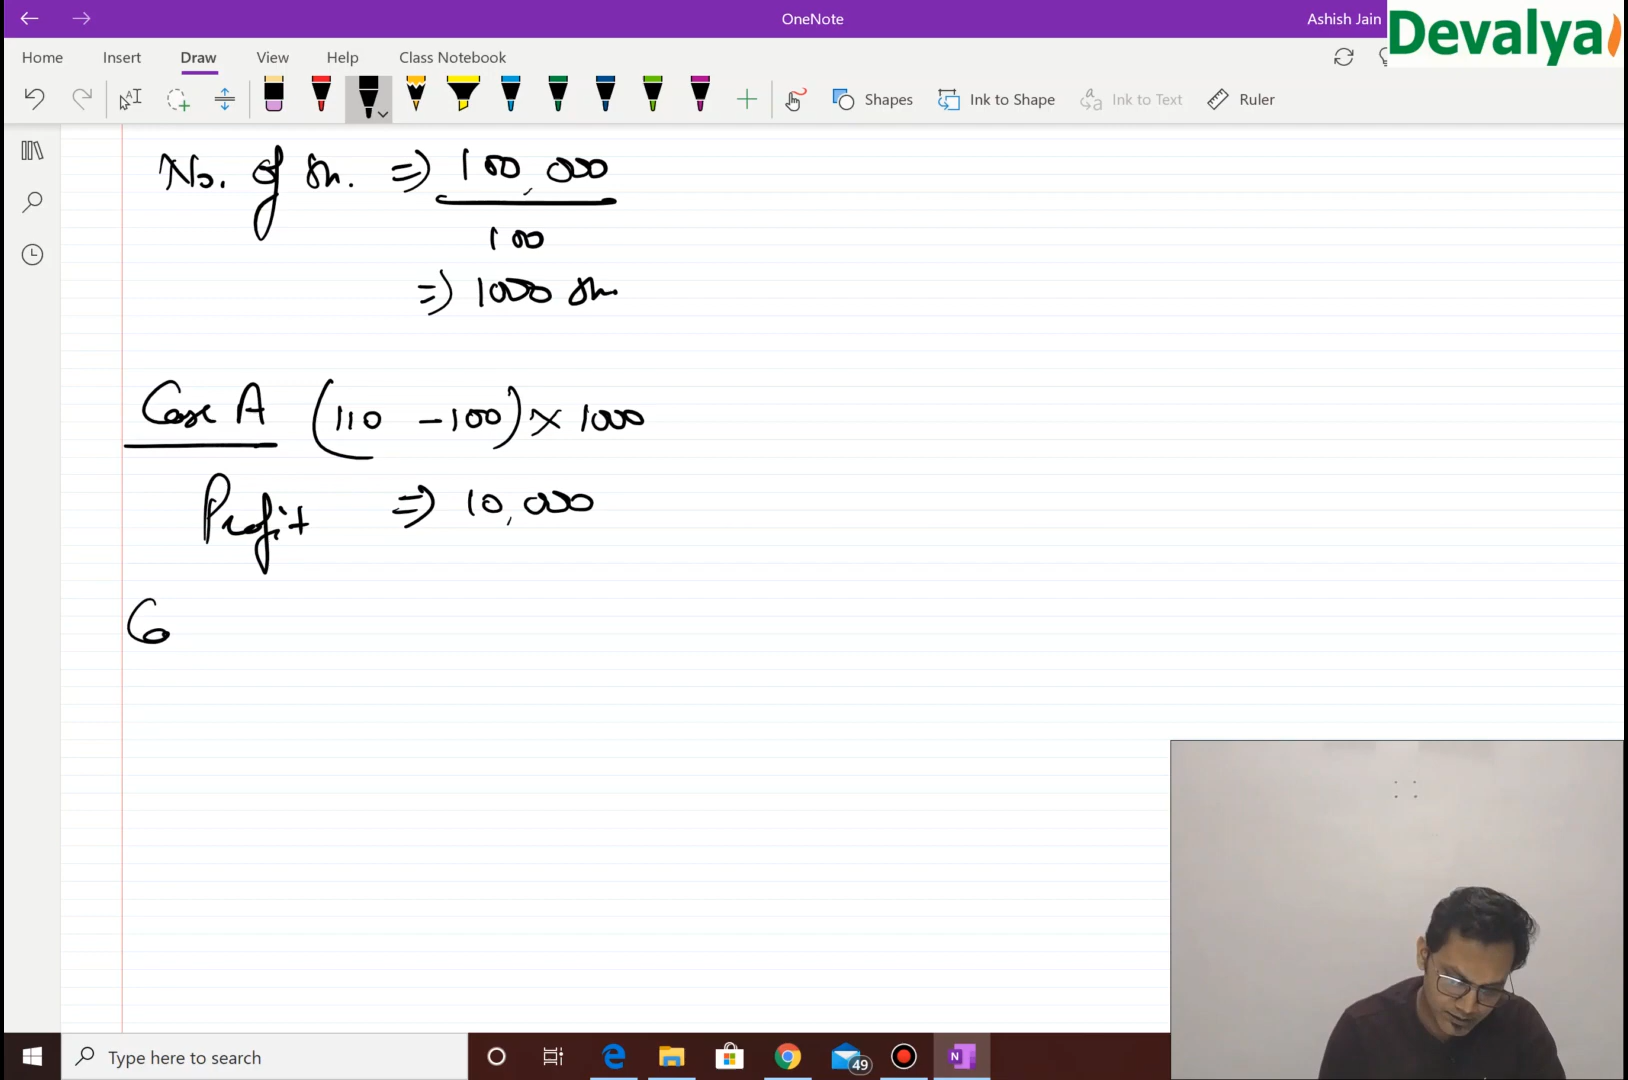 OneNote
Ashish Jain
Devalya
Home Insert Draw View Help Class Notebook
Shapes Ink to Shape Ink to Text Ruler
No. of Sh. => 100,000
100
=> 1000 Sh.
Case A (110 - 100) × 1000
Profit => 10,000
Ca
Type here to search
49
N